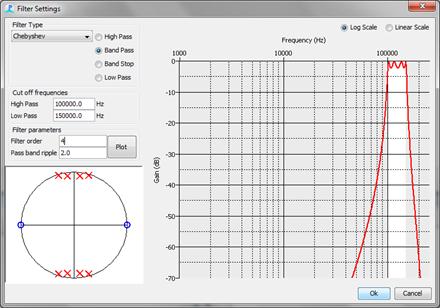 Filter Settings
Filter Type
Chebyshev
High Pass
Band Pass
Band Stop
Low Pass
Cut off frequencies
High Pass 100000.0 Hz
Low Pass 150000.0 Hz
Filter parameters
Filter order 4
Pass band ripple 2.0
Plot
Log Scale Linear Scale
Frequency (Hz)
1000 10000 100000
0
-10
-20
-30
-40
-50
-60
-70
Gain (dB)
Ok Cancel